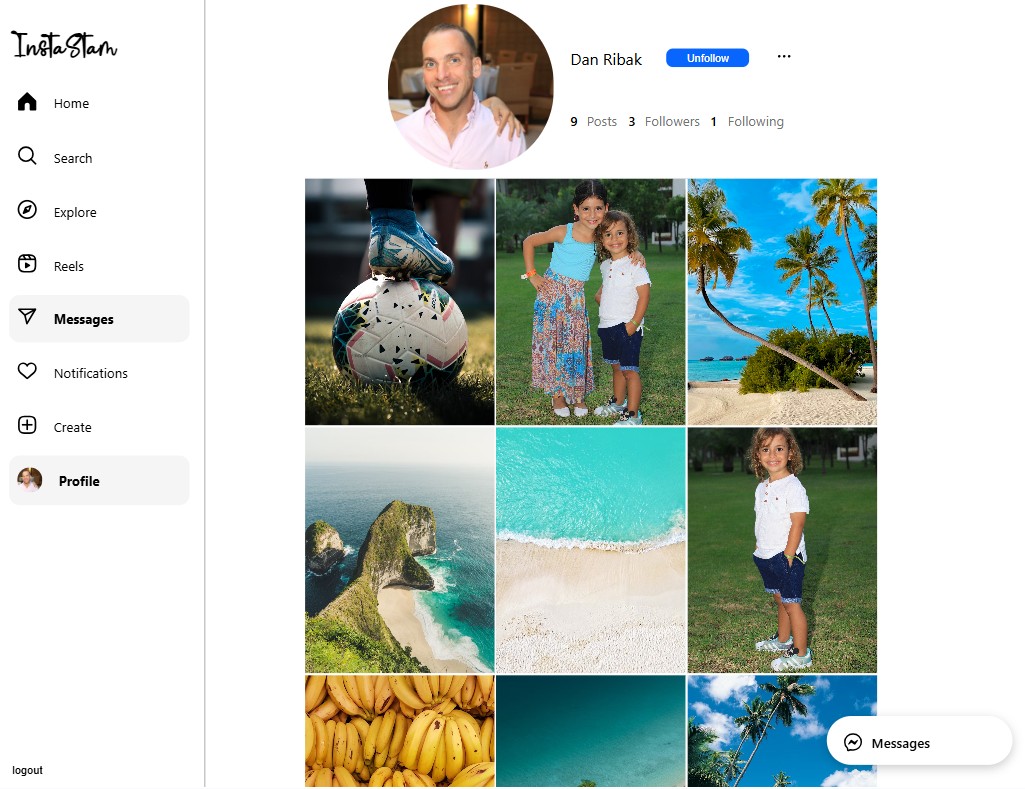 InstaStam
Home
Search
Explore
Reels
Messages
Notifications
Create
Profile
logout
Dan Ribak Unfollow ...
9 Posts 3 Followers 1 Following
Messages